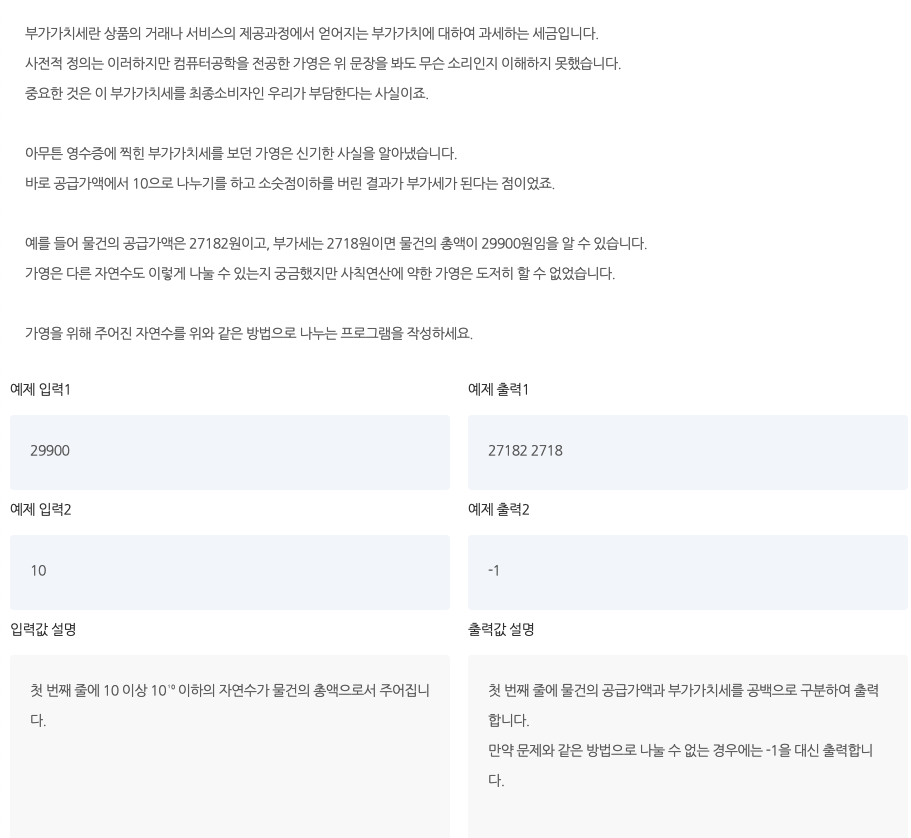 부가가치세란 상품의 거래나 서비스의 제공과정에서 얻어지는 부가가치에 대하여 과세하는 세금입니다.
사전적 정의는 이러하지만 컴퓨터공학을 전공한 가영은 위 문장을 봐도 무슨 소리인지 이해하지 못했습니다.
중요한 것은 이 부가가치세를 최종소비자인 우리가 부담한다는 사실이죠.
아무튼 영수증에 찍힌 부가가치세를 보던 가영은 신기한 사실을 알아냈습니다.
바로 공급가액에서 10으로 나누기를 하고 소숫점이하를 버린 결과가 부가세가 된다는 점이었죠.
예를 들어 물건의 공급가액은 27182원이고, 부가세는 2718원이면 물건의 총액이 29900원임을 알 수 있습니다.
가영은 다른 자연수도 이렇게 나눌 수 있는지 궁금했지만 사칙연산에 약한 가영은 도저히 할 수 없었습니다.
가영을 위해 주어진 자연수를 위와 같은 방법으로 나누는 프로그램을 작성하세요.
예제 입력1
29900
예제 출력1
27182 2718
예제 입력2
10
예제 출력2
-1
입력값 설명
첫 번째 줄에 10 이상 10¹⁰ 이하의 자연수가 물건의 총액으로서 주어집니
다.
출력값 설명
첫 번째 줄에 물건의 공급가액과 부가가치세를 공백으로 구분하여 출력
합니다.
만약 문제와 같은 방법으로 나눌 수 없는 경우에는 -1을 대신 출력합니
다.